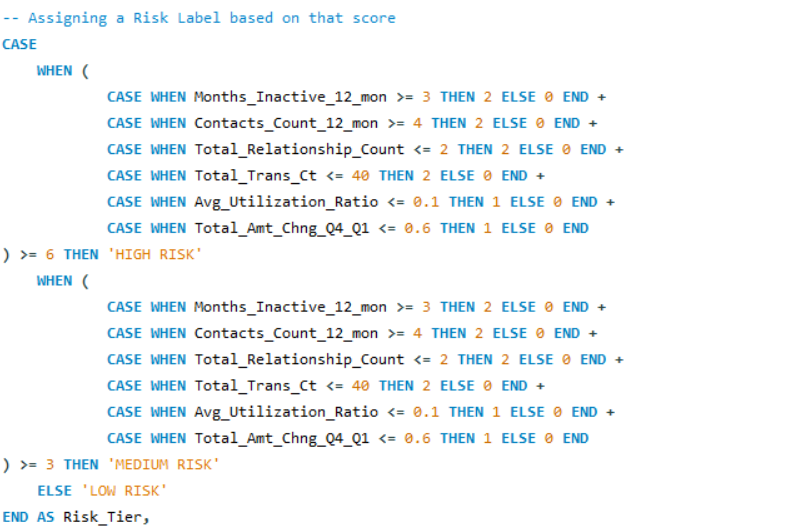 -- Assigning a Risk Label based on that score
CASE
    WHEN (
            CASE WHEN Months_Inactive_12_mon >= 3 THEN 2 ELSE 0 END +
            CASE WHEN Contacts_Count_12_mon >= 4 THEN 2 ELSE 0 END +
            CASE WHEN Total_Relationship_Count <= 2 THEN 2 ELSE 0 END +
            CASE WHEN Total_Trans_Ct <= 40 THEN 2 ELSE 0 END +
            CASE WHEN Avg_Utilization_Ratio <= 0.1 THEN 1 ELSE 0 END +
            CASE WHEN Total_Amt_Chng_Q4_Q1 <= 0.6 THEN 1 ELSE 0 END
) >= 6 THEN 'HIGH RISK'
    WHEN (
            CASE WHEN Months_Inactive_12_mon >= 3 THEN 2 ELSE 0 END +
            CASE WHEN Contacts_Count_12_mon >= 4 THEN 2 ELSE 0 END +
            CASE WHEN Total_Relationship_Count <= 2 THEN 2 ELSE 0 END +
            CASE WHEN Total_Trans_Ct <= 40 THEN 2 ELSE 0 END +
            CASE WHEN Avg_Utilization_Ratio <= 0.1 THEN 1 ELSE 0 END +
            CASE WHEN Total_Amt_Chng_Q4_Q1 <= 0.6 THEN 1 ELSE 0 END
) >= 3 THEN 'MEDIUM RISK'
    ELSE 'LOW RISK'
END AS Risk_Tier,